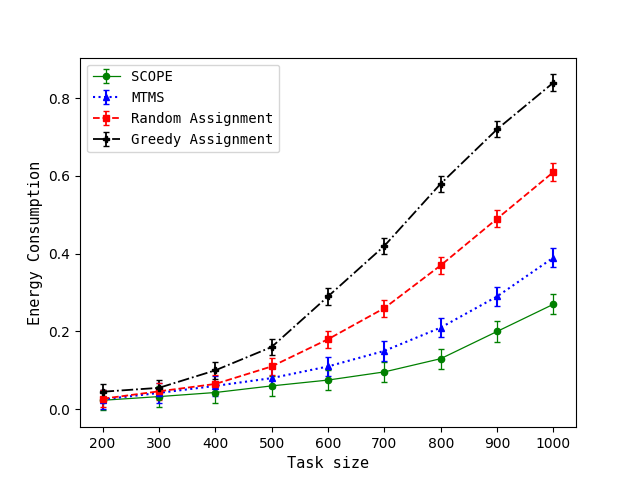 SCOPE
MTMS
Random Assignment
Greedy Assignment
0.8
0.6
0.4
0.2
0.0
Energy Consumption
200 300 400 500 600 700 800 900 1000
Task size